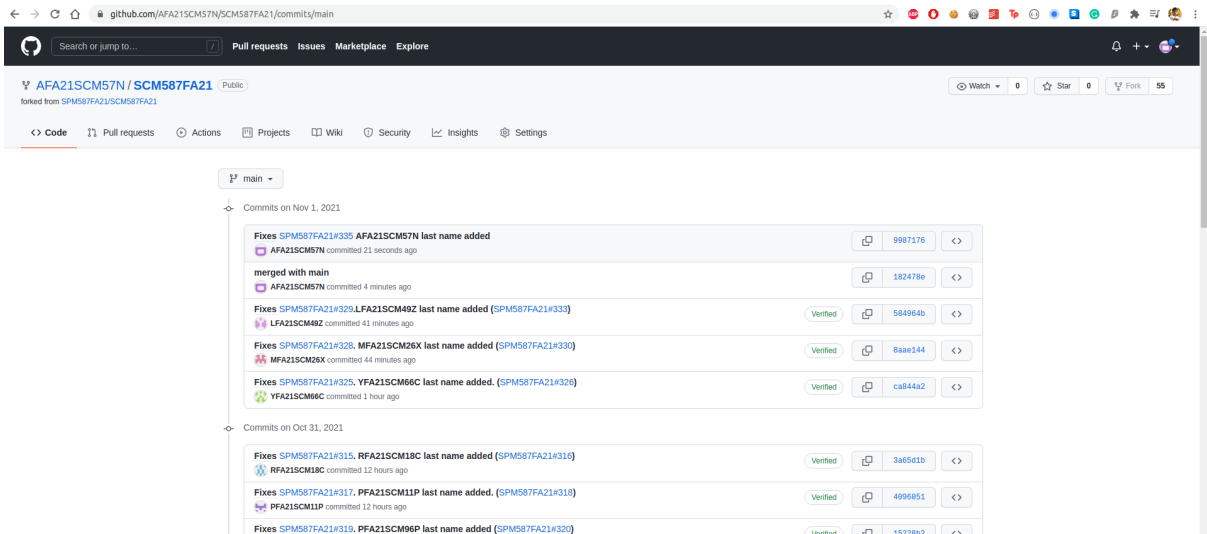 github.com/AFA21SCM57N/SCM587FA21/commits/main
Search or jump to... / Pull requests Issues Marketplace Explore
AFA21SCM57N / SCM587FA21 Public
Watch 0 Star 0 Fork 55
forked from SPM587FA21/SCM587FA21
Code Pull requests Actions Projects Wiki Security Insights Settings
main
Commits on Nov 1, 2021
Fixes SPM587FA21#335 AFA21SCM57N last name added
9987176
AFA21SCM57N committed 21 seconds ago
merged with main
182478e
AFA21SCM57N committed 4 minutes ago
Fixes SPM587FA21#329.LFA21SCM49Z last name added (SPM587FA21#333)
Verified 584964b
LFA21SCM49Z committed 41 minutes ago
Fixes SPM587FA21#328. MFA21SCM26X last name added (SPM587FA21#330)
Verified 8aae144
MFA21SCM26X committed 44 minutes ago
Fixes SPM587FA21#325. YFA21SCM66C last name added. (SPM587FA21#326)
Verified ca844a2
YFA21SCM66C committed 1 hour ago
Commits on Oct 31, 2021
Fixes SPM587FA21#315. RFA21SCM18C last name added (SPM587FA21#316)
Verified 3a65d1b
RFA21SCM18C committed 12 hours ago
Fixes SPM587FA21#317. PFA21SCM11P last name added. (SPM587FA21#318)
Verified 4096051
PFA21SCM11P committed 12 hours ago
Fixes SPM587FA21#319. PFA21SCM96P last name added (SPM587FA21#320)
Verified 15228b2